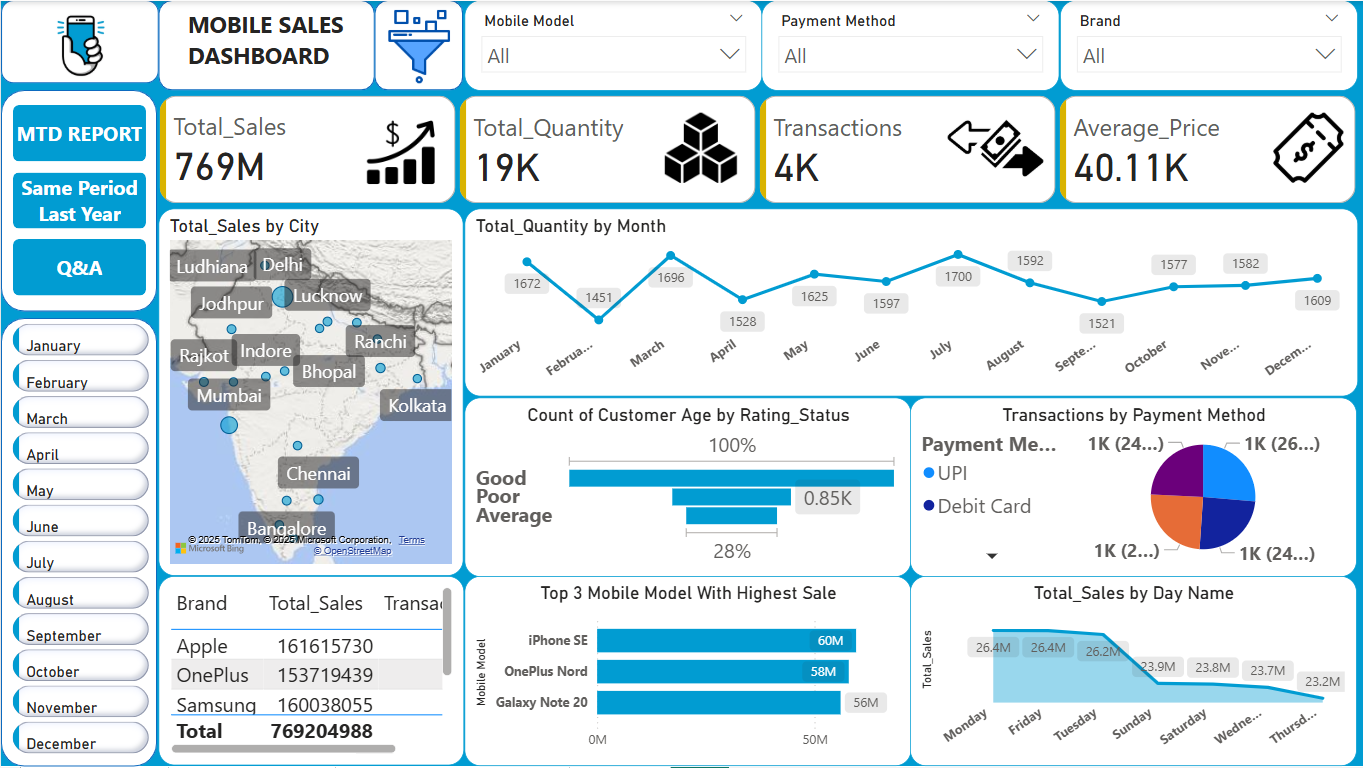 MOBILE SALES
DASHBOARD
Mobile Model
All
Payment Method
All
Brand
All
MTD REPORT
Same Period
Last Year
Q&A
Total_Sales
769M
$
Total_Quantity
19K
Transactions
4K
Average_Price
40.11K
$
January
February
March
April
May
June
July
August
September
October
November
December
Total_Sales by City
Ludhiana
Delhi
Jodhpur
Lucknow
Rajkot
Indore
Ranchi
Bhopal
Mumbai
Kolkata
Chennai
Bangalore
© 2025 TomTom, © 2025 Microsoft Corporation, Terms
Microsoft Bing
© OpenStreetMap
Total_Quantity by Month
1672
1451
1696
1528
1625
1597
1700
1592
1521
1577
1582
1609
January
Februa...
March
April
May
June
July
August
Septe...
October
Nove...
Decem...
Count of Customer Age by Rating_Status
100%
Good
Poor
Average
0.85K
28%
Transactions by Payment Method
Payment Me...
UPI
Debit Card
1K (24...)
1K (26...)
1K (2...)
1K (24...)
Brand Total_Sales Transac
Apple 161615730
OnePlus 153719439
Samsung 160038055
Total 769204988
Top 3 Mobile Model With Highest Sale
Mobile Model
iPhone SE 60M
OnePlus Nord 58M
Galaxy Note 20 56M
0M 50M
Total_Sales by Day Name
Total_Sales
26.4M
26.4M
26.2M
23.9M
23.8M
23.7M
23.2M
Monday
Friday
Tuesday
Sunday
Saturday
Wedne...
Thursd...